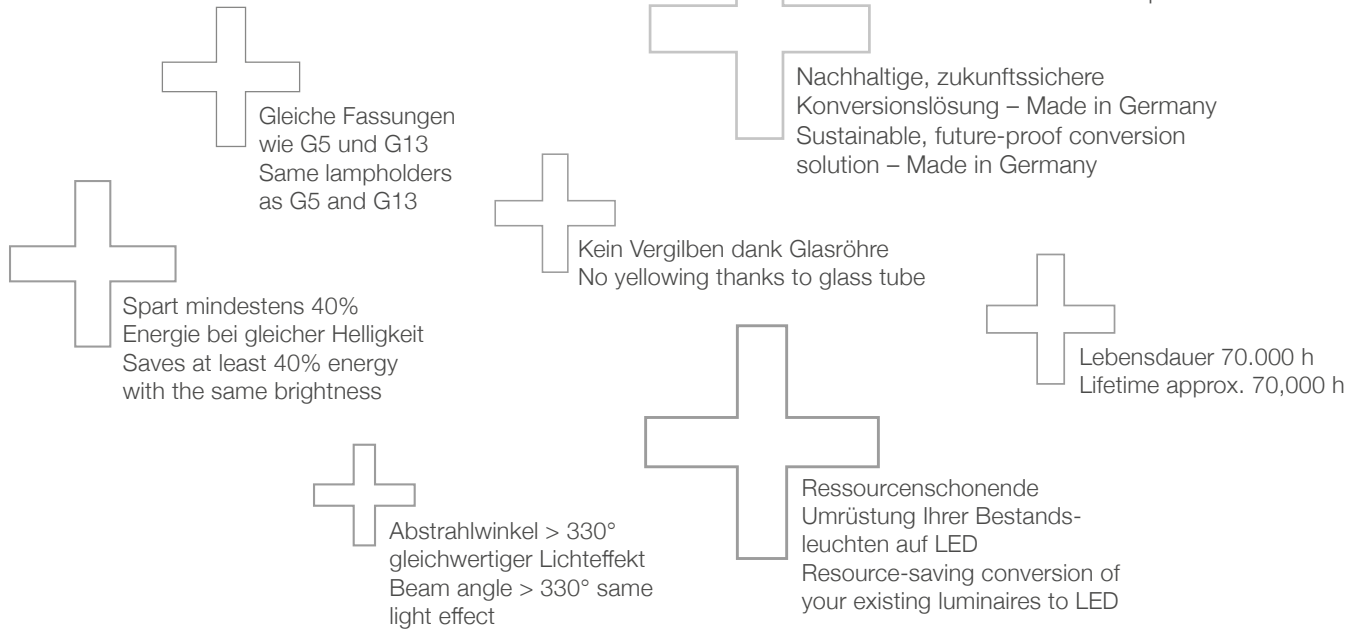 Nachhaltige, zukunftssichere
Konversionslösung – Made in Germany
Sustainable, future-proof conversion
solution – Made in Germany
Gleiche Fassungen
wie G5 und G13
Same lampholders
as G5 and G13
Kein Vergilben dank Glasröhre
No yellowing thanks to glass tube
Spart mindestens 40%
Energie bei gleicher Helligkeit
Saves at least 40% energy
with the same brightness
Lebensdauer 70.000 h
Lifetime approx. 70,000 h
Abstrahlwinkel > 330°
gleichwertiger Lichteffekt
Beam angle > 330° same
light effect
Ressourcenschonende
Umrüstung Ihrer Bestands-
leuchten auf LED
Resource-saving conversion of
your existing luminaires to LED